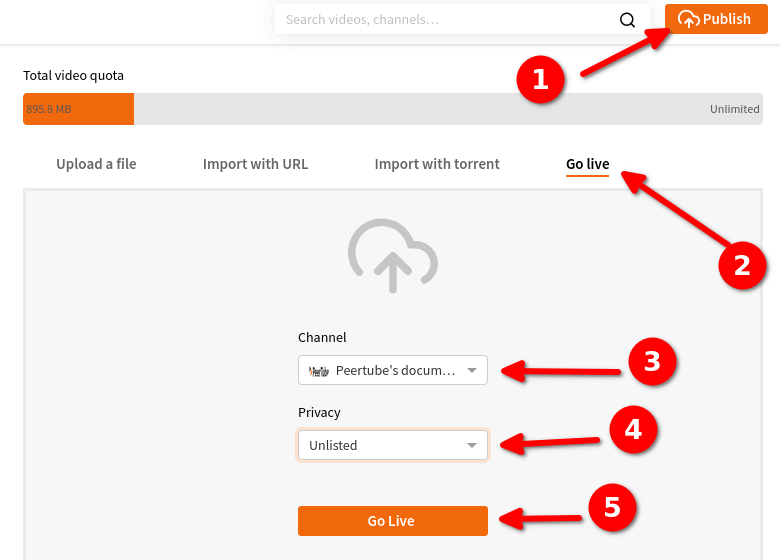 Search videos, channels…
Publish
1
Total video quota
895.8 MB
Unlimited
Upload a file
Import with URL
Import with torrent
Go live
2
Channel
Peertube's docum…
3
Privacy
Unlisted
4
Go Live
5